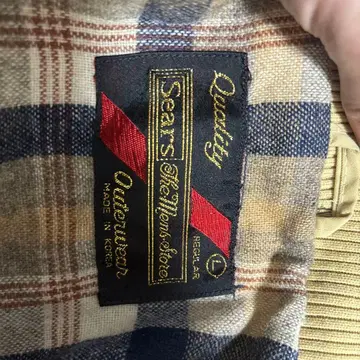 Quality
Sears The Men's Store
REGULAR L
Outerwear
MADE IN KOREA